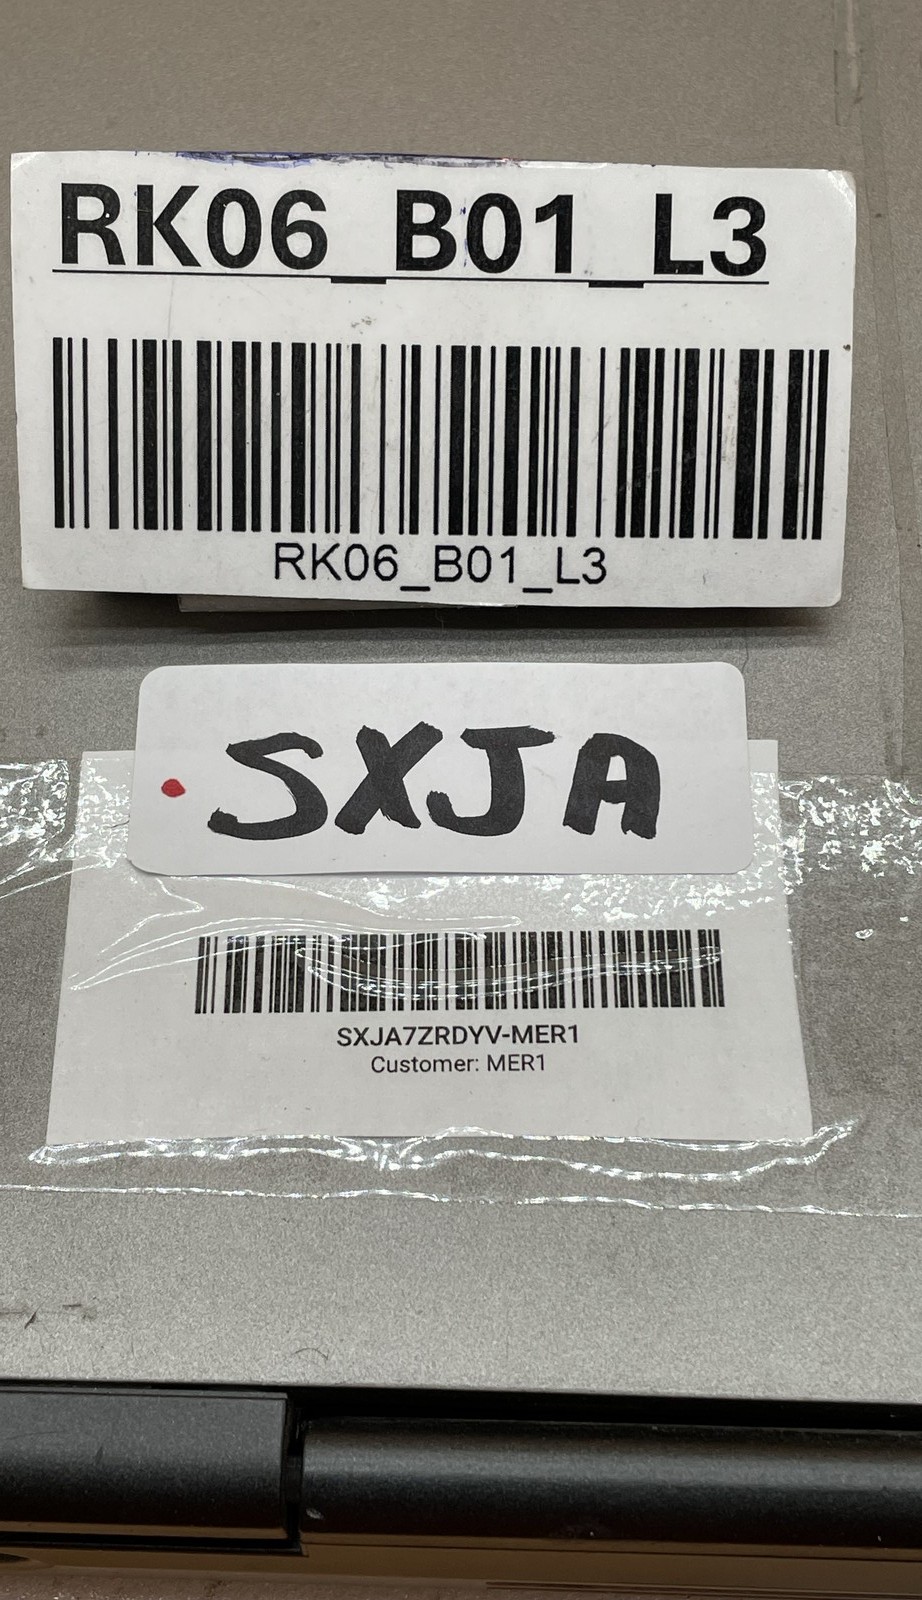 RK06_B01_L3
RK06_B01_L3
SXJA
SXJA7ZRDYV-MER1
Customer: MER1